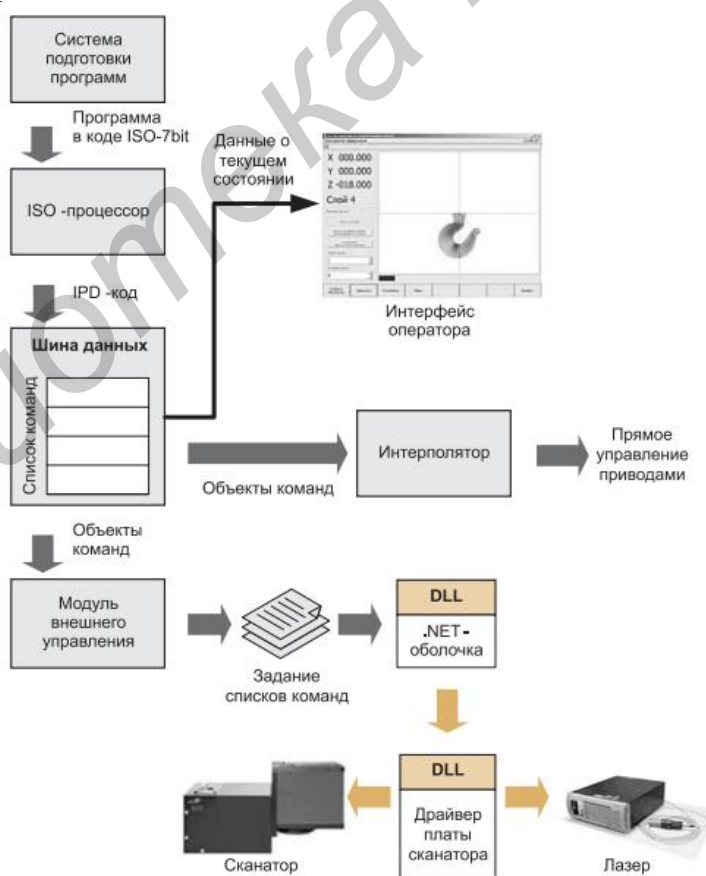 Система
подготовки
программ
Программа
в коде ISO-7bit
Данные о
текущем
состоянии
X 000.000
Y 000.000
Z -018.000
Слой 4
ISO -процессор
IPD -код
Интерфейс
оператора
Шина данных
Список команд
Объекты команд
Интерполятор
Прямое
управление
приводами
Объекты
команд
Модуль
внешнего
управления
Задание
списков команд
DLL
.NET-
оболочка
DLL
Драйвер
платы
сканатора
Сканатор
Лазер